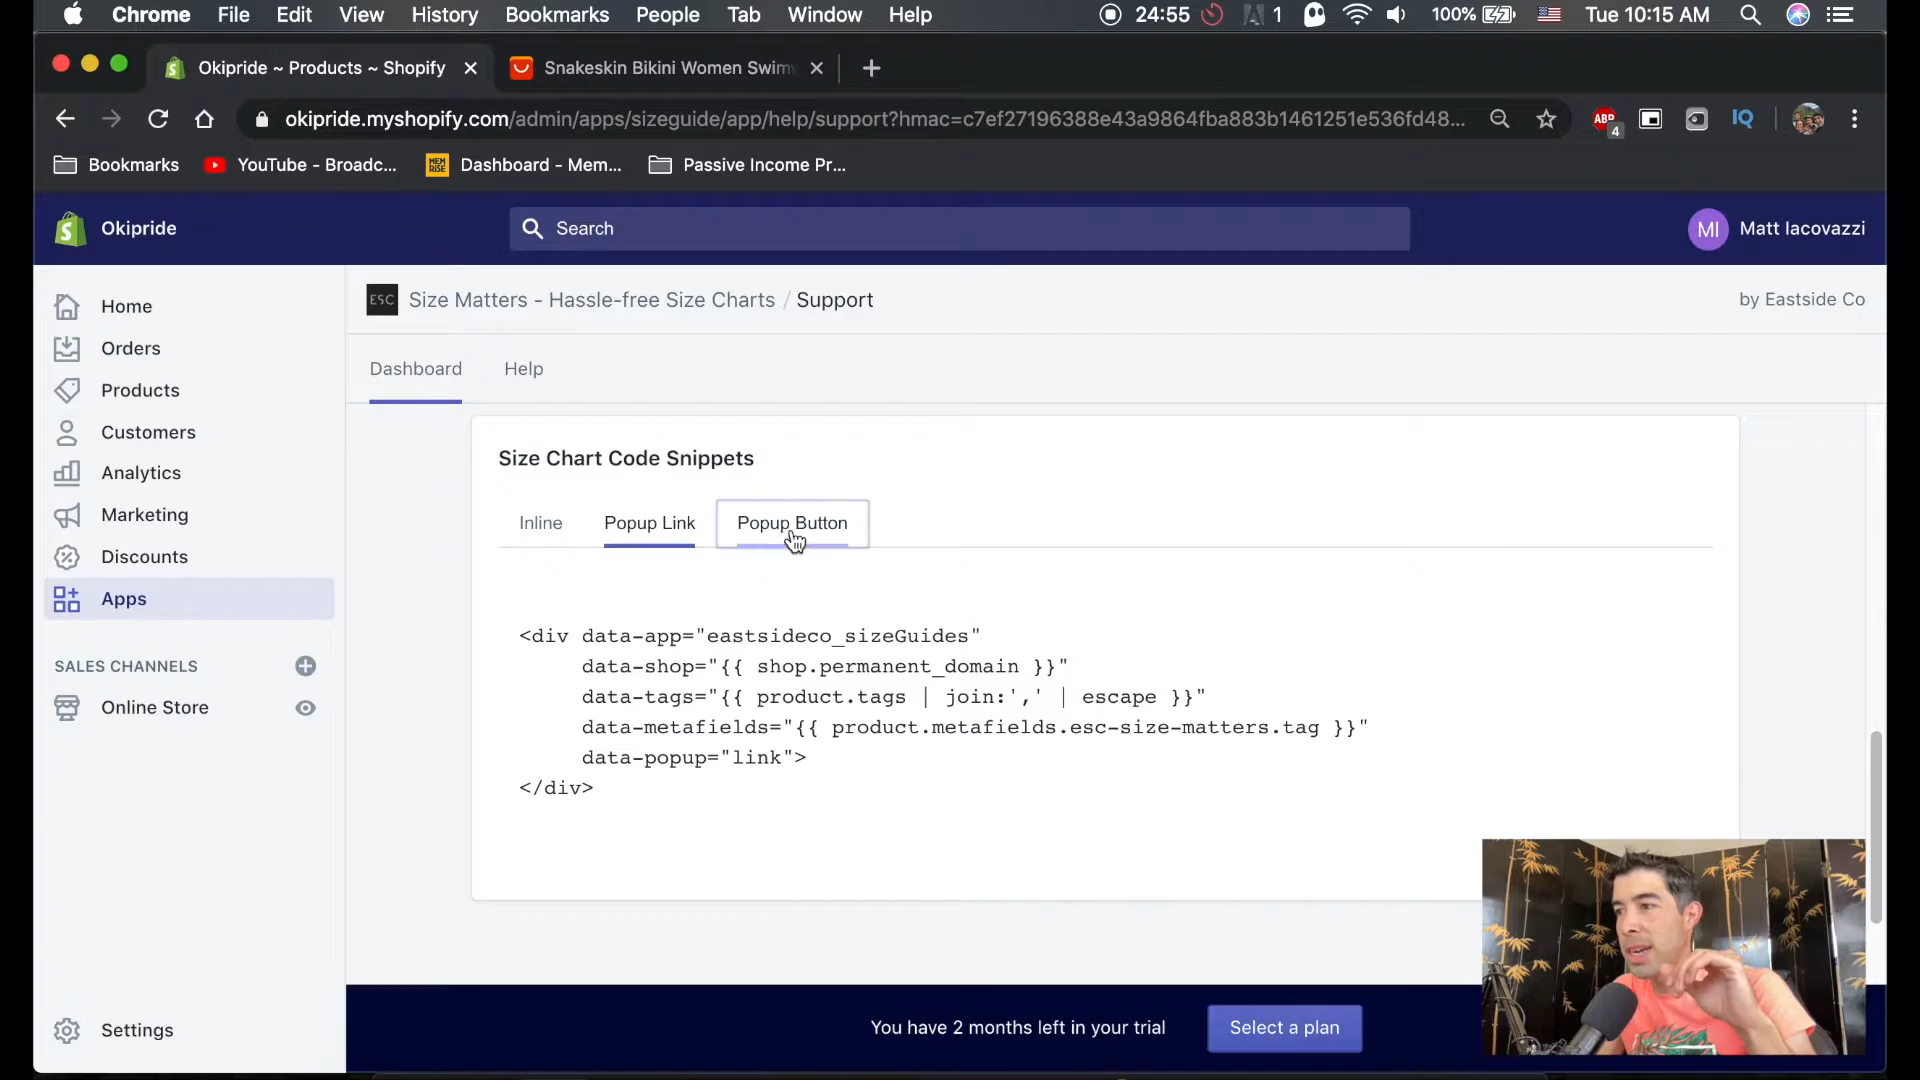 Chrome File Edit View History Bookmarks People Tab Window Help 24:55 1 100% Tue 10:15 AM
Okipride ~ Products ~ Shopify Snakeskin Bikini Women Swim
okipride.myshopify.com/admin/apps/sizeguide/app/help/support?hmac=c7ef27196388e43a9864fba883b1461251e536fd48... ABP 4 IQ
Bookmarks YouTube - Broadc... MEM RISE Dashboard - Mem... Passive Income Pr...
Okipride Search MI Matt Iacovazzi
ESC Size Matters - Hassle-free Size Charts / Support by Eastside Co
Dashboard Help
Home
Orders
Products
Customers
Analytics
Marketing
Discounts
Apps
SALES CHANNELS
Online Store
Settings
Size Chart Code Snippets
Inline Popup Link Popup Button
<div data-app="eastsideco_sizeGuides"
data-shop="{{ shop.permanent_domain }}"
data-tags="{{ product.tags | join:',' | escape }}"
data-metafields="{{ product.metafields.esc-size-matters.tag }}"
data-popup="link">
</div>
You have 2 months left in your trial Select a plan